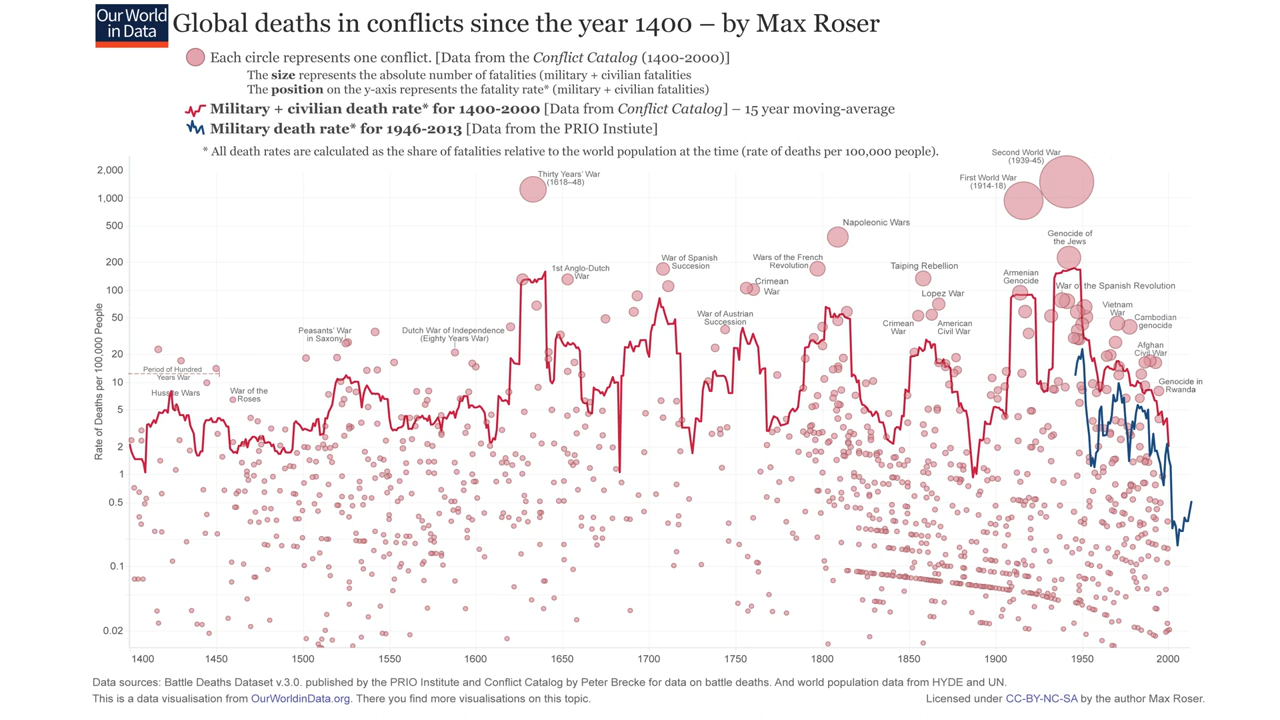 Our World
in Data
Global deaths in conflicts since the year 1400 – by Max Roser
Each circle represents one conflict. [Data from the Conflict Catalog (1400-2000)]
The size represents the absolute number of fatalities (military + civilian fatalities
The position on the y-axis represents the fatality rate* (military + civilian fatalities)
Military + civilian death rate* for 1400-2000 [Data from Conflict Catalog] – 15 year moving-average
Military death rate* for 1946-2013 [Data from the PRIO Instiute]
* All death rates are calculated as the share of fatalities relative to the world population at the time (rate of deaths per 100,000 people).
Rate of Deaths per 100.000 People
2,000
1,000
500
200
100
50
20
10
5
2
1
0.5
0.1
0.02
Second World War
(1939-45)
First World War
(1914-18)
Thirty Years' War
(1618–48)
Napoleonic Wars
Genocide of
the Jews
War of Spanish
Succesion
Wars of the French
Revolution
Taiping Rebellion
1st Anglo-Dutch
War
Crimean
War
Armenian
Genocide
War of the Spanish Revolution
Lopez War
War of Austrian
Succession
Crimean
War
American
Civil War
Vietnam
War
Cambodian
genocide
Peasants' War
in Saxony
Dutch War of Independence
(Eighty Years War)
Afghan
Civil War
Period of Hundred
Years War
Hussite Wars
War of the
Roses
Genocide in
Rwanda
1400
1450
1500
1550
1600
1650
1700
1750
1800
1850
1900
1950
2000
Data sources: Battle Deaths Dataset v.3.0. published by the PRIO Institute and Conflict Catalog by Peter Brecke for data on battle deaths. And world population data from HYDE and UN.
This is a data visualisation from OurWorldinData.org. There you find more visualisations on this topic.
Licensed under CC-BY-NC-SA by the author Max Roser.